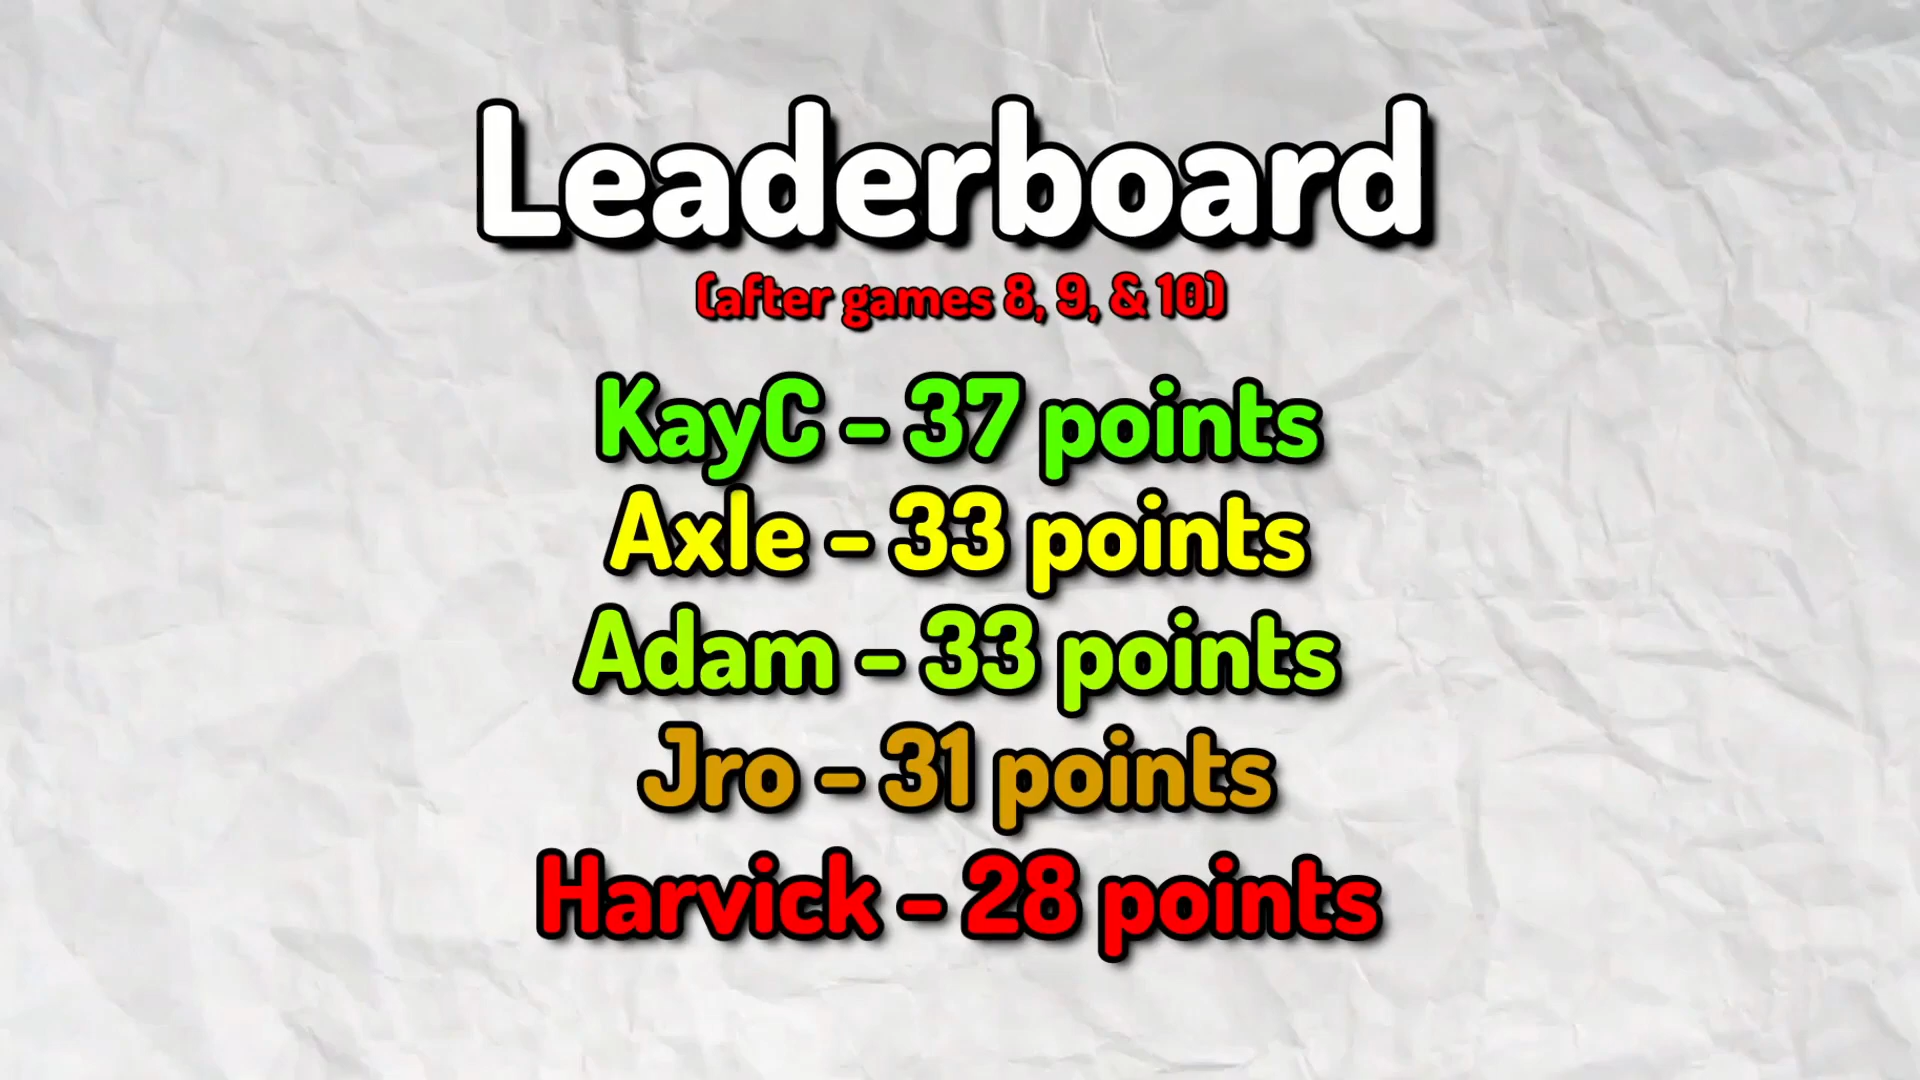 Leaderboard
(after games 8, 9, & 10)
KayC - 37 points
Axle - 33 points
Adam - 33 points
Jro - 31 points
Harvick - 28 points